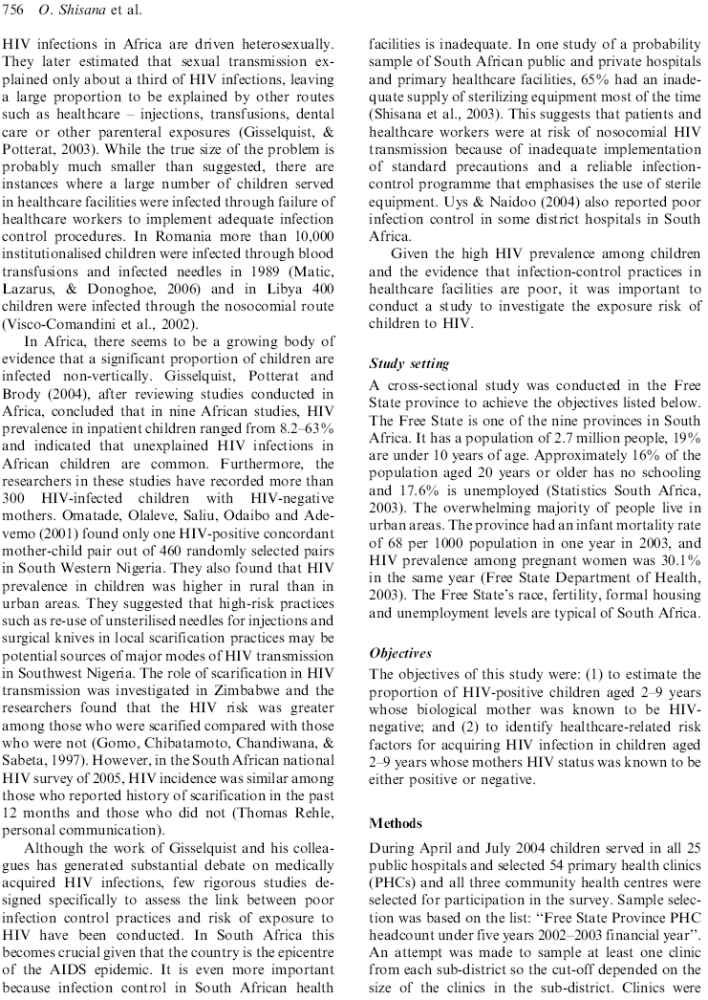 756 O. Shisana et al.
HIV infections in Africa are driven heterosexually.
They later estimated that sexual transmission ex-
plained only about a third of HIV infections, leaving
a large proportion to be explained by other routes
such as healthcare – injections, transfusions, dental
care or other parenteral exposures (Gisselquist, &
Potterat, 2003). While the true size of the problem is
probably much smaller than suggested, there are
instances where a large number of children served
in healthcare facilities were infected through failure of
healthcare workers to implement adequate infection
control procedures. In Romania more than 10,000
institutionalised children were infected through blood
transfusions and infected needles in 1989 (Matic,
Lazarus, & Donoghoe, 2006) and in Libya 400
children were infected through the nosocomial route
(Visco-Comandini et al., 2002).
In Africa, there seems to be a growing body of
evidence that a significant proportion of children are
infected non-vertically. Gisselquist, Potterat and
Brody (2004), after reviewing studies conducted in
Africa, concluded that in nine African studies, HIV
prevalence in inpatient children ranged from 8.2–63%
and indicated that unexplained HIV infections in
African children are common. Furthermore, the
researchers in these studies have recorded more than
300 HIV-infected children with HIV-negative
mothers. Omatade, Olaleve, Saliu, Odaibo and Ade-
vemo (2001) found only one HIV-positive concordant
mother-child pair out of 460 randomly selected pairs
in South Western Nigeria. They also found that HIV
prevalence in children was higher in rural than in
urban areas. They suggested that high-risk practices
such as re-use of unsterilised needles for injections and
surgical knives in local scarification practices may be
potential sources of major modes of HIV transmission
in Southwest Nigeria. The role of scarification in HIV
transmission was investigated in Zimbabwe and the
researchers found that the HIV risk was greater
among those who were scarified compared with those
who were not (Gomo, Chibatamoto, Chandiwana, &
Sabeta, 1997). However, in the South African national
HIV survey of 2005, HIV incidence was similar among
those who reported history of scarification in the past
12 months and those who did not (Thomas Rehle,
personal communication).
Although the work of Gisselquist and his collea-
gues has generated substantial debate on medically
acquired HIV infections, few rigorous studies de-
signed specifically to assess the link between poor
infection control practices and risk of exposure to
HIV have been conducted. In South Africa this
becomes crucial given that the country is the epicentre
of the AIDS epidemic. It is even more important
because infection control in South African health
facilities is inadequate. In one study of a probability
sample of South African public and private hospitals
and primary healthcare facilities, 65% had an inade-
quate supply of sterilizing equipment most of the time
(Shisana et al., 2003). This suggests that patients and
healthcare workers were at risk of nosocomial HIV
transmission because of inadequate implementation
of standard precautions and a reliable infection-
control programme that emphasises the use of sterile
equipment. Uys & Naidoo (2004) also reported poor
infection control in some district hospitals in South
Africa.
Given the high HIV prevalence among children
and the evidence that infection-control practices in
healthcare facilities are poor, it was important to
conduct a study to investigate the exposure risk of
children to HIV.
Study setting
A cross-sectional study was conducted in the Free
State province to achieve the objectives listed below.
The Free State is one of the nine provinces in South
Africa. It has a population of 2.7 million people, 19%
are under 10 years of age. Approximately 16% of the
population aged 20 years or older has no schooling
and 17.6% is unemployed (Statistics South Africa,
2003). The overwhelming majority of people live in
urban areas. The province had an infant mortality rate
of 68 per 1000 population in one year in 2003, and
HIV prevalence among pregnant women was 30.1%
in the same year (Free State Department of Health,
2003). The Free State's race, fertility, formal housing
and unemployment levels are typical of South Africa.
Objectives
The objectives of this study were: (1) to estimate the
proportion of HIV-positive children aged 2–9 years
whose biological mother was known to be HIV-
negative; and (2) to identify healthcare-related risk
factors for acquiring HIV infection in children aged
2–9 years whose mothers HIV status was known to be
either positive or negative.
Methods
During April and July 2004 children served in all 25
public hospitals and selected 54 primary health clinics
(PHCs) and all three community health centres were
selected for participation in the survey. Sample selec-
tion was based on the list: ‘‘Free State Province PHC
headcount under five years 2002–2003 financial year’’.
An attempt was made to sample at least one clinic
from each sub-district so the cut-off depended on the
size of the clinics in the sub-district. Clinics were